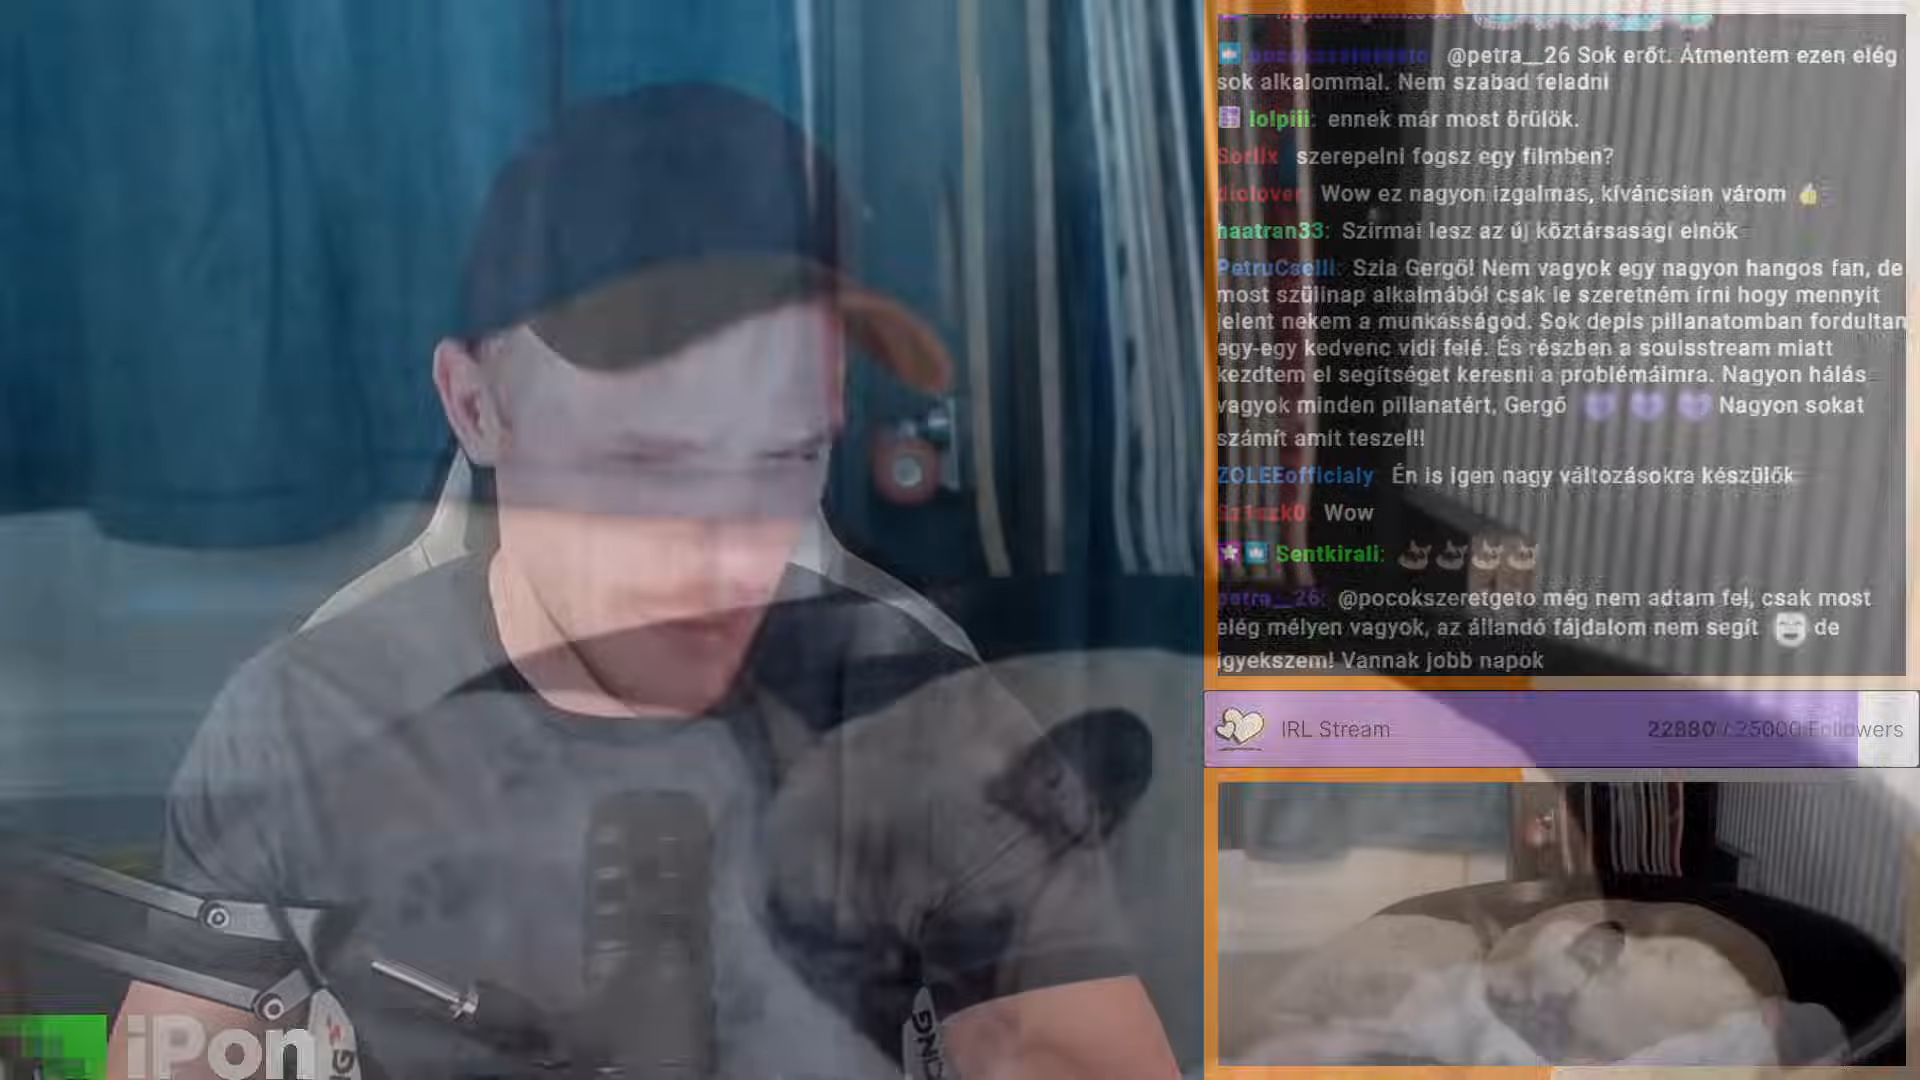 @petra__26 Sok erőt. Átmentem ezen elég
sok alkalommal. Nem szabad feladni
lolpiii: ennek már most örülök.
Sorilx szerepelni fogsz egy filmben?
diolover Wow ez nagyon izgalmas, kíváncsian várom
haatran33: Szirmai lesz az új köztársasági elnök
PetruCselli: Szia Gergő! Nem vagyok egy nagyon hangos fan, de
most szülinap alkalmából csak le szeretném írni hogy mennyit
jelent nekem a munkásságod. Sok depis pillanatomban fordultam
egy-egy kedvenc vidi felé. És részben a soulsstream miatt
kezdtem el segítséget keresni a problémáimra. Nagyon hálás
vagyok minden pillanatért, Gergő Nagyon sokat
számít amit teszel!!
ZOLEEofficialy Én is igen nagy változásokra készülök
Wow
Sentkirali:
petra__26: @pocokszeretgeto még nem adtam fel, csak most
elég mélyen vagyok, az állandó fájdalom nem segít de
igyekszem! Vannak jobb napok
IRL Stream 22880 / 25000 Followers
iPon